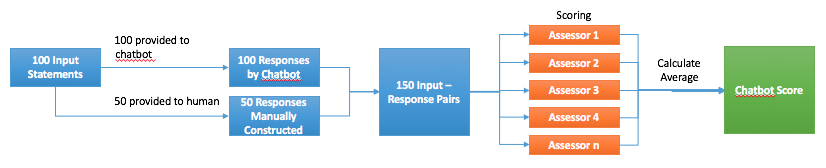 Scoring
100 provided to
chatbot
100 Input
Statements
50 provided to human
100 Responses
by Chatbot
50 Responses
Manually
Constructed
150 Input –
Response Pairs
Assessor 1
Assessor 2
Assessor 3
Assessor 4
Assessor n
Calculate
Average
Chatbot Score